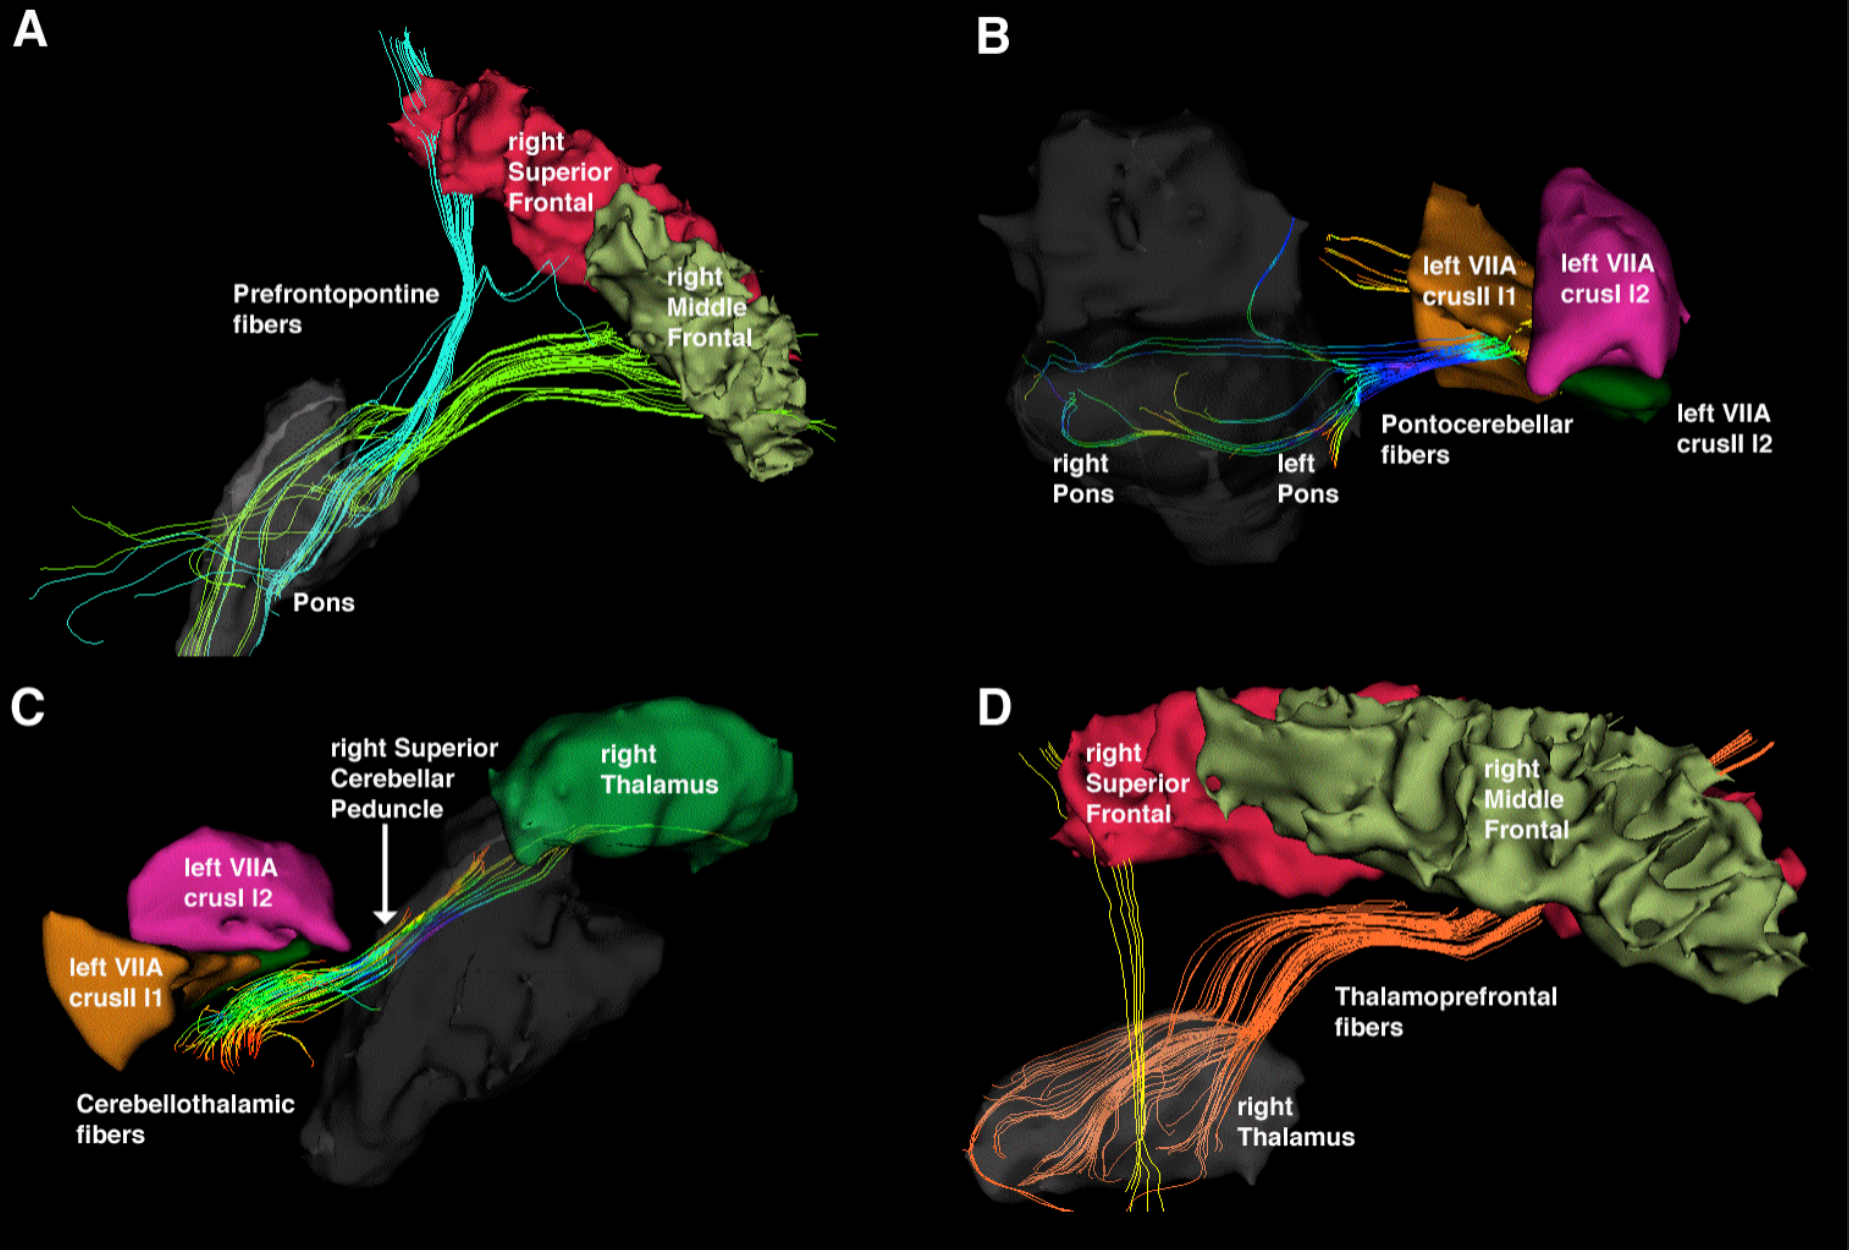 A
right
Superior
Frontal
right
Middle
Frontal
Prefrontopontine
fibers
Pons
B
left VIIA
crusII l1
left VIIA
crusI l2
left VIIA
crusII l2
Pontocerebellar
fibers
right
Pons
left
Pons
C
right Superior
Cerebellar
Peduncle
right
Thalamus
left VIIA
crusI l2
left VIIA
crusII l1
Cerebellothalamic
fibers
D
right
Superior
Frontal
right
Middle
Frontal
Thalamoprefrontal
fibers
right
Thalamus